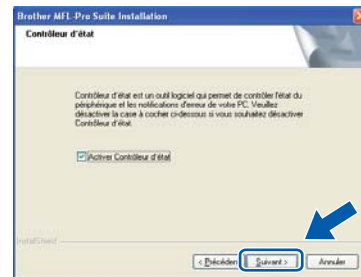 Brother MFL-Pro Suite Installation
Contrôleur d'état
Contrôleur d'état est un outil logiciel qui permet de contrôler l'état du
périphérique et les notifications d'erreur de votre PC. Veuillez
désactiver la case à cocher ci-dessous si vous souhaitez désactiver
Contrôleur d'état.
Activer Contrôleur d'état
InstallShield
< Précédent Suivant > Annuler